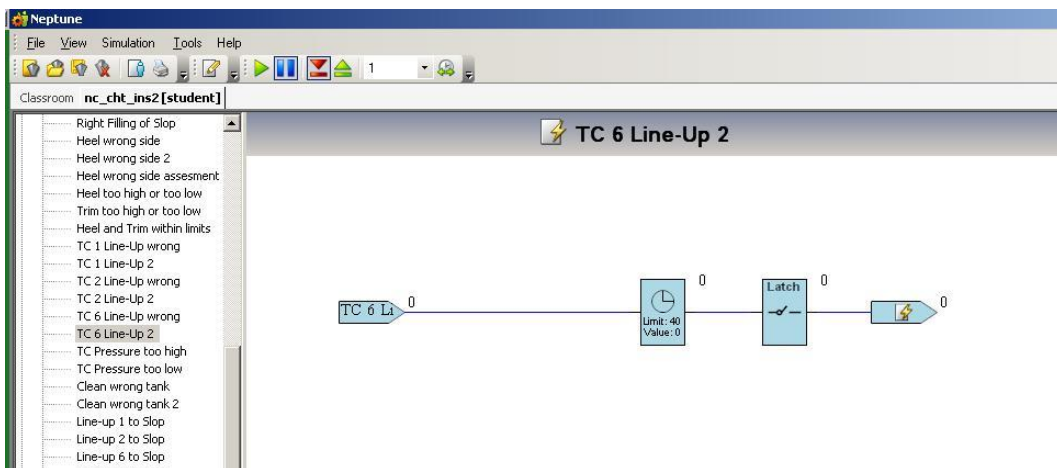 Neptune
File View Simulation Tools Help
1
Classroom nc_cht_ins2[student]
Right Filling of Slop
Heel wrong side
Heel wrong side 2
Heel wrong side assesment
Heel too high or too low
Trim too high or too low
Heel and Trim within limits
TC 1 Line-Up wrong
TC 1 Line-Up 2
TC 2 Line-Up wrong
TC 2 Line-Up 2
TC 6 Line-Up wrong
TC 6 Line-Up 2
TC Pressure too high
TC Pressure too low
Clean wrong tank
Clean wrong tank 2
Line-up 1 to Slop
Line-up 2 to Slop
Line-up 6 to Slop
TC 6 Line-Up 2
TC 6 Li 0
Limit: 40
Value: 0
0
Latch
0
0